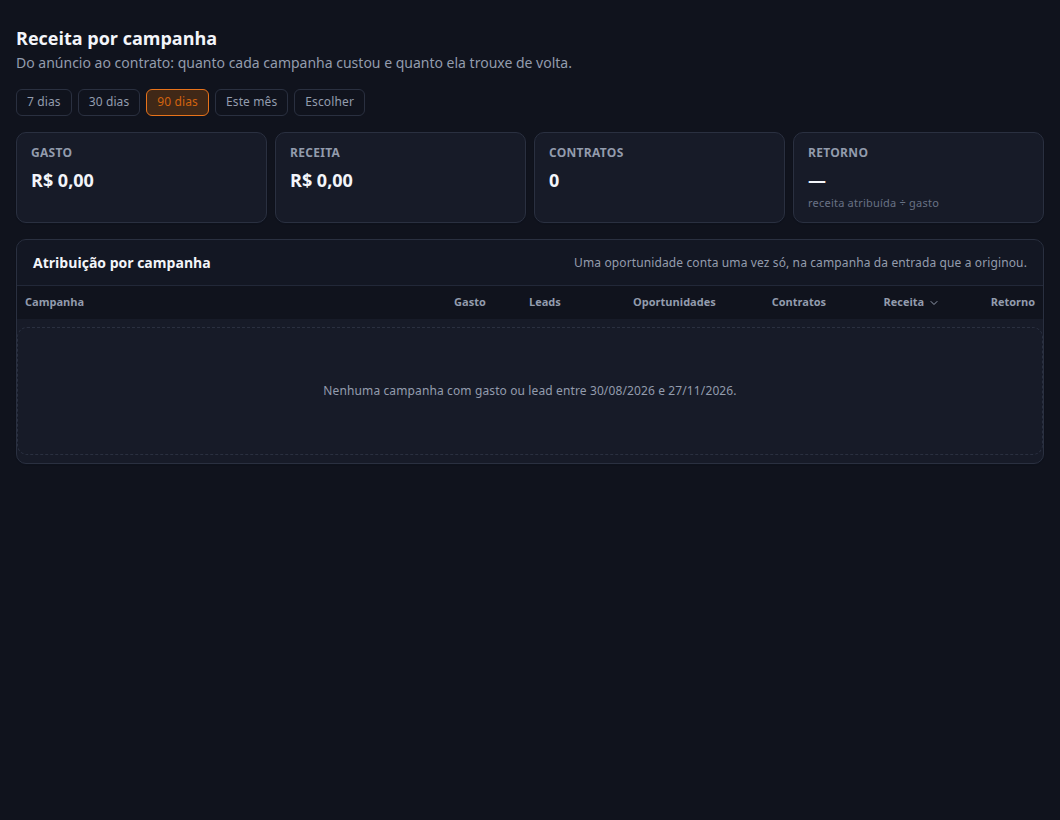 Receita por campanha
Do anúncio ao contrato: quanto cada campanha custou e quanto ela trouxe de volta.
7 dias 30 dias 90 dias Este mês Escolher
GASTO RECEITA CONTRATOS RETORNO
R$ 0,00 R$ 0,00 0 —
receita atribuída ÷ gasto
Atribuição por campanha Uma oportunidade conta uma vez só, na campanha da entrada que a originou.
Campanha Gasto Leads Oportunidades Contratos Receita Retorno
Nenhuma campanha com gasto ou lead entre 30/08/2026 e 27/11/2026.